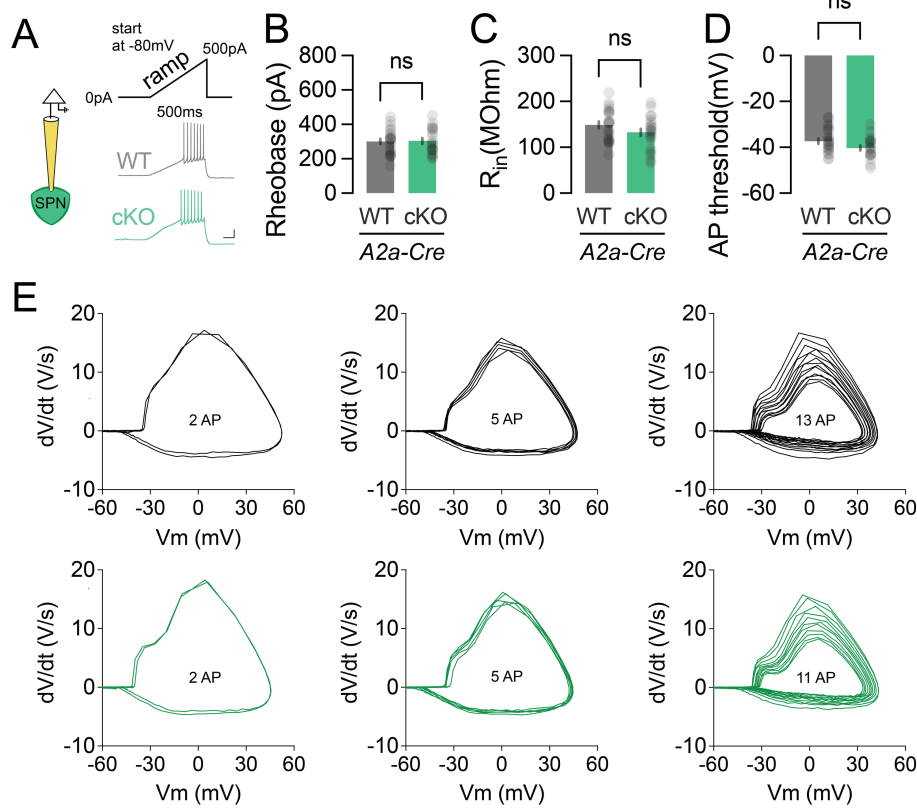 A
start
at -80mV
500pA
ramp
0pA
500ms
WT
SPN
cKO
B
ns
Rheobase (pA)
800
600
400
200
0
WT cKO
A2a-Cre
C
ns
R_in(MOhm)
300
200
100
0
WT cKO
A2a-Cre
D
ns
AP threshold(mV)
0
-20
-40
-60
WT cKO
A2a-Cre
E
dV/dt (V/s)
20
10
0
-10
2 AP
-60 -30 0 30 60
Vm (mV)
dV/dt (V/s)
20
10
0
-10
5 AP
-60 -30 0 30 60
Vm (mV)
dV/dt (V/s)
20
10
0
-10
13 AP
-60 -30 0 30 60
Vm (mV)
dV/dt (V/s)
20
10
0
-10
2 AP
-60 -30 0 30 60
Vm (mV)
dV/dt (V/s)
20
10
0
-10
5 AP
-60 -30 0 30 60
Vm (mV)
dV/dt (V/s)
20
10
0
-10
11 AP
-60 -30 0 30 60
Vm (mV)